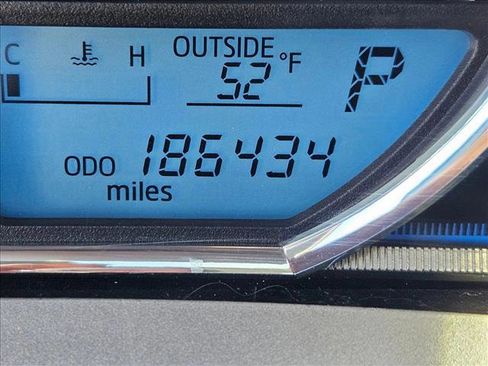 C H
OUTSIDE
52 °F
P
ODO 186434
miles